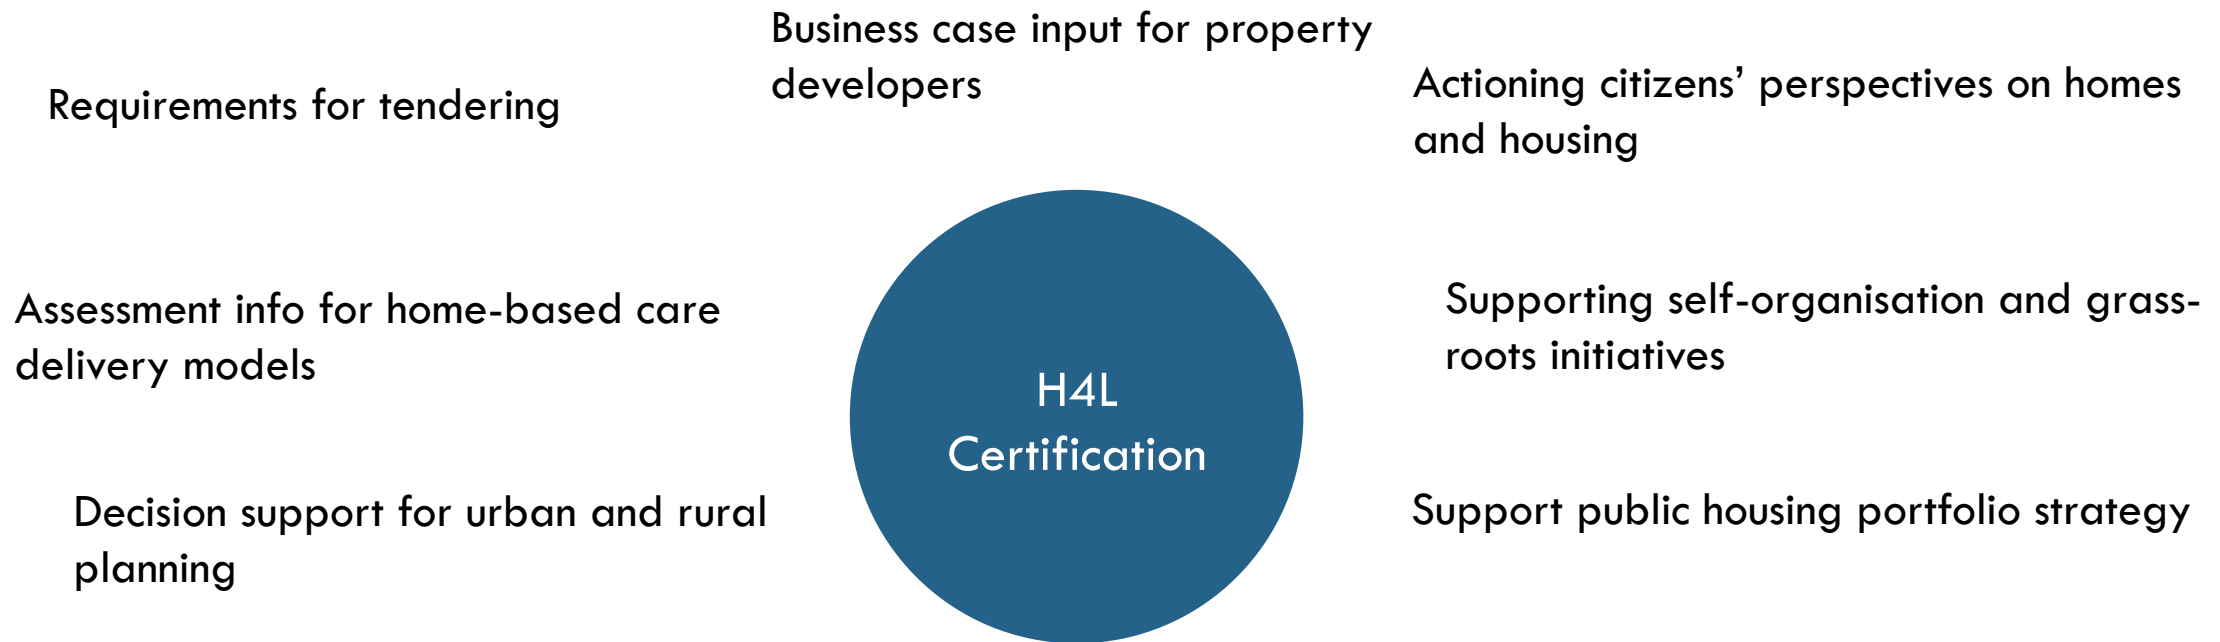 Business case input for property
developers
Requirements for tendering
Actioning citizens’ perspectives on homes
and housing
Assessment info for home-based care
delivery models
Supporting self-organisation and grass-
roots initiatives
H4L
Certification
Decision support for urban and rural
planning
Support public housing portfolio strategy